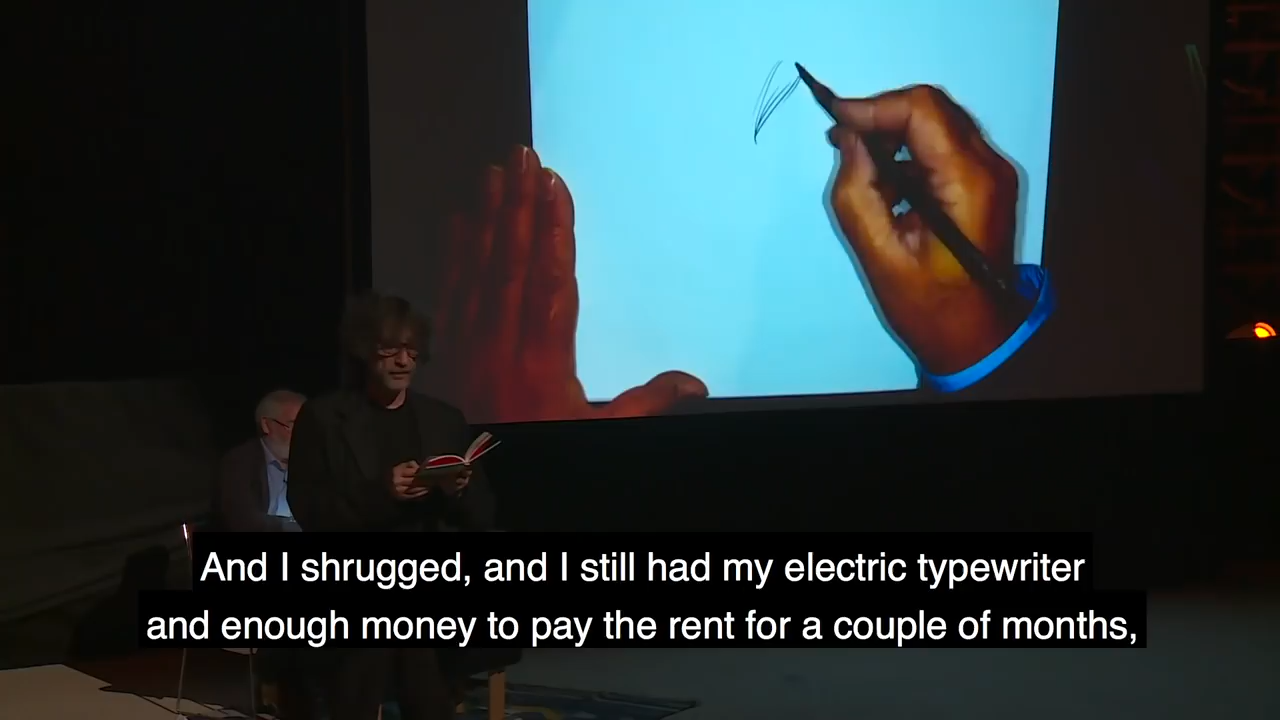 And I shrugged, and I still had my electric typewriter
and enough money to pay the rent for a couple of months,